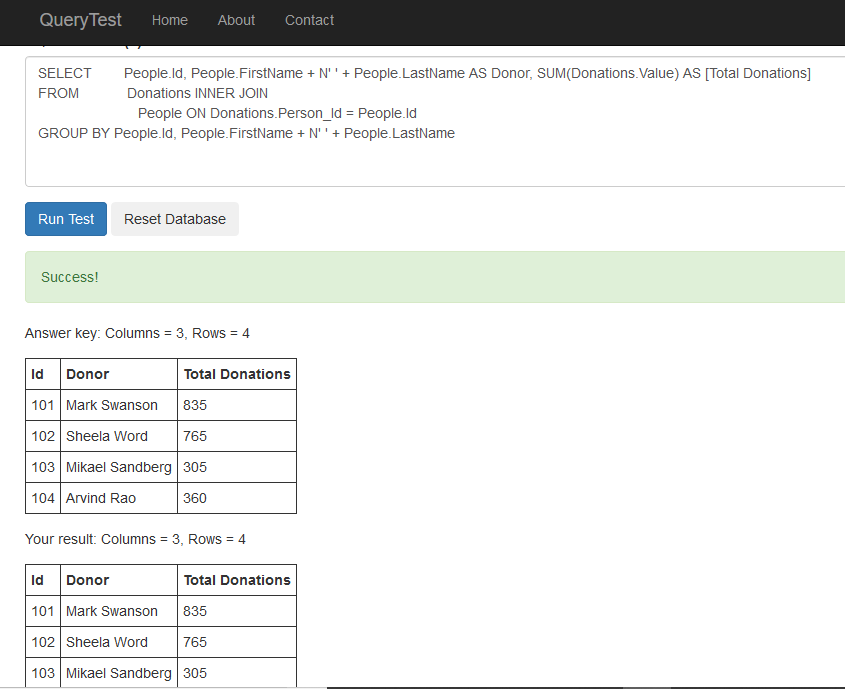 QueryTest Home About Contact
SELECT People.Id, People.FirstName + N' ' + People.LastName AS Donor, SUM(Donations.Value) AS [Total Donations]
FROM Donations INNER JOIN
People ON Donations.Person_Id = People.Id
GROUP BY People.Id, People.FirstName + N' ' + People.LastName
Run Test Reset Database
Success!
Answer key: Columns = 3, Rows = 4
Id Donor Total Donations
101 Mark Swanson 835
102 Sheela Word 765
103 Mikael Sandberg 305
104 Arvind Rao 360
Your result: Columns = 3, Rows = 4
Id Donor Total Donations
101 Mark Swanson 835
102 Sheela Word 765
103 Mikael Sandberg 305